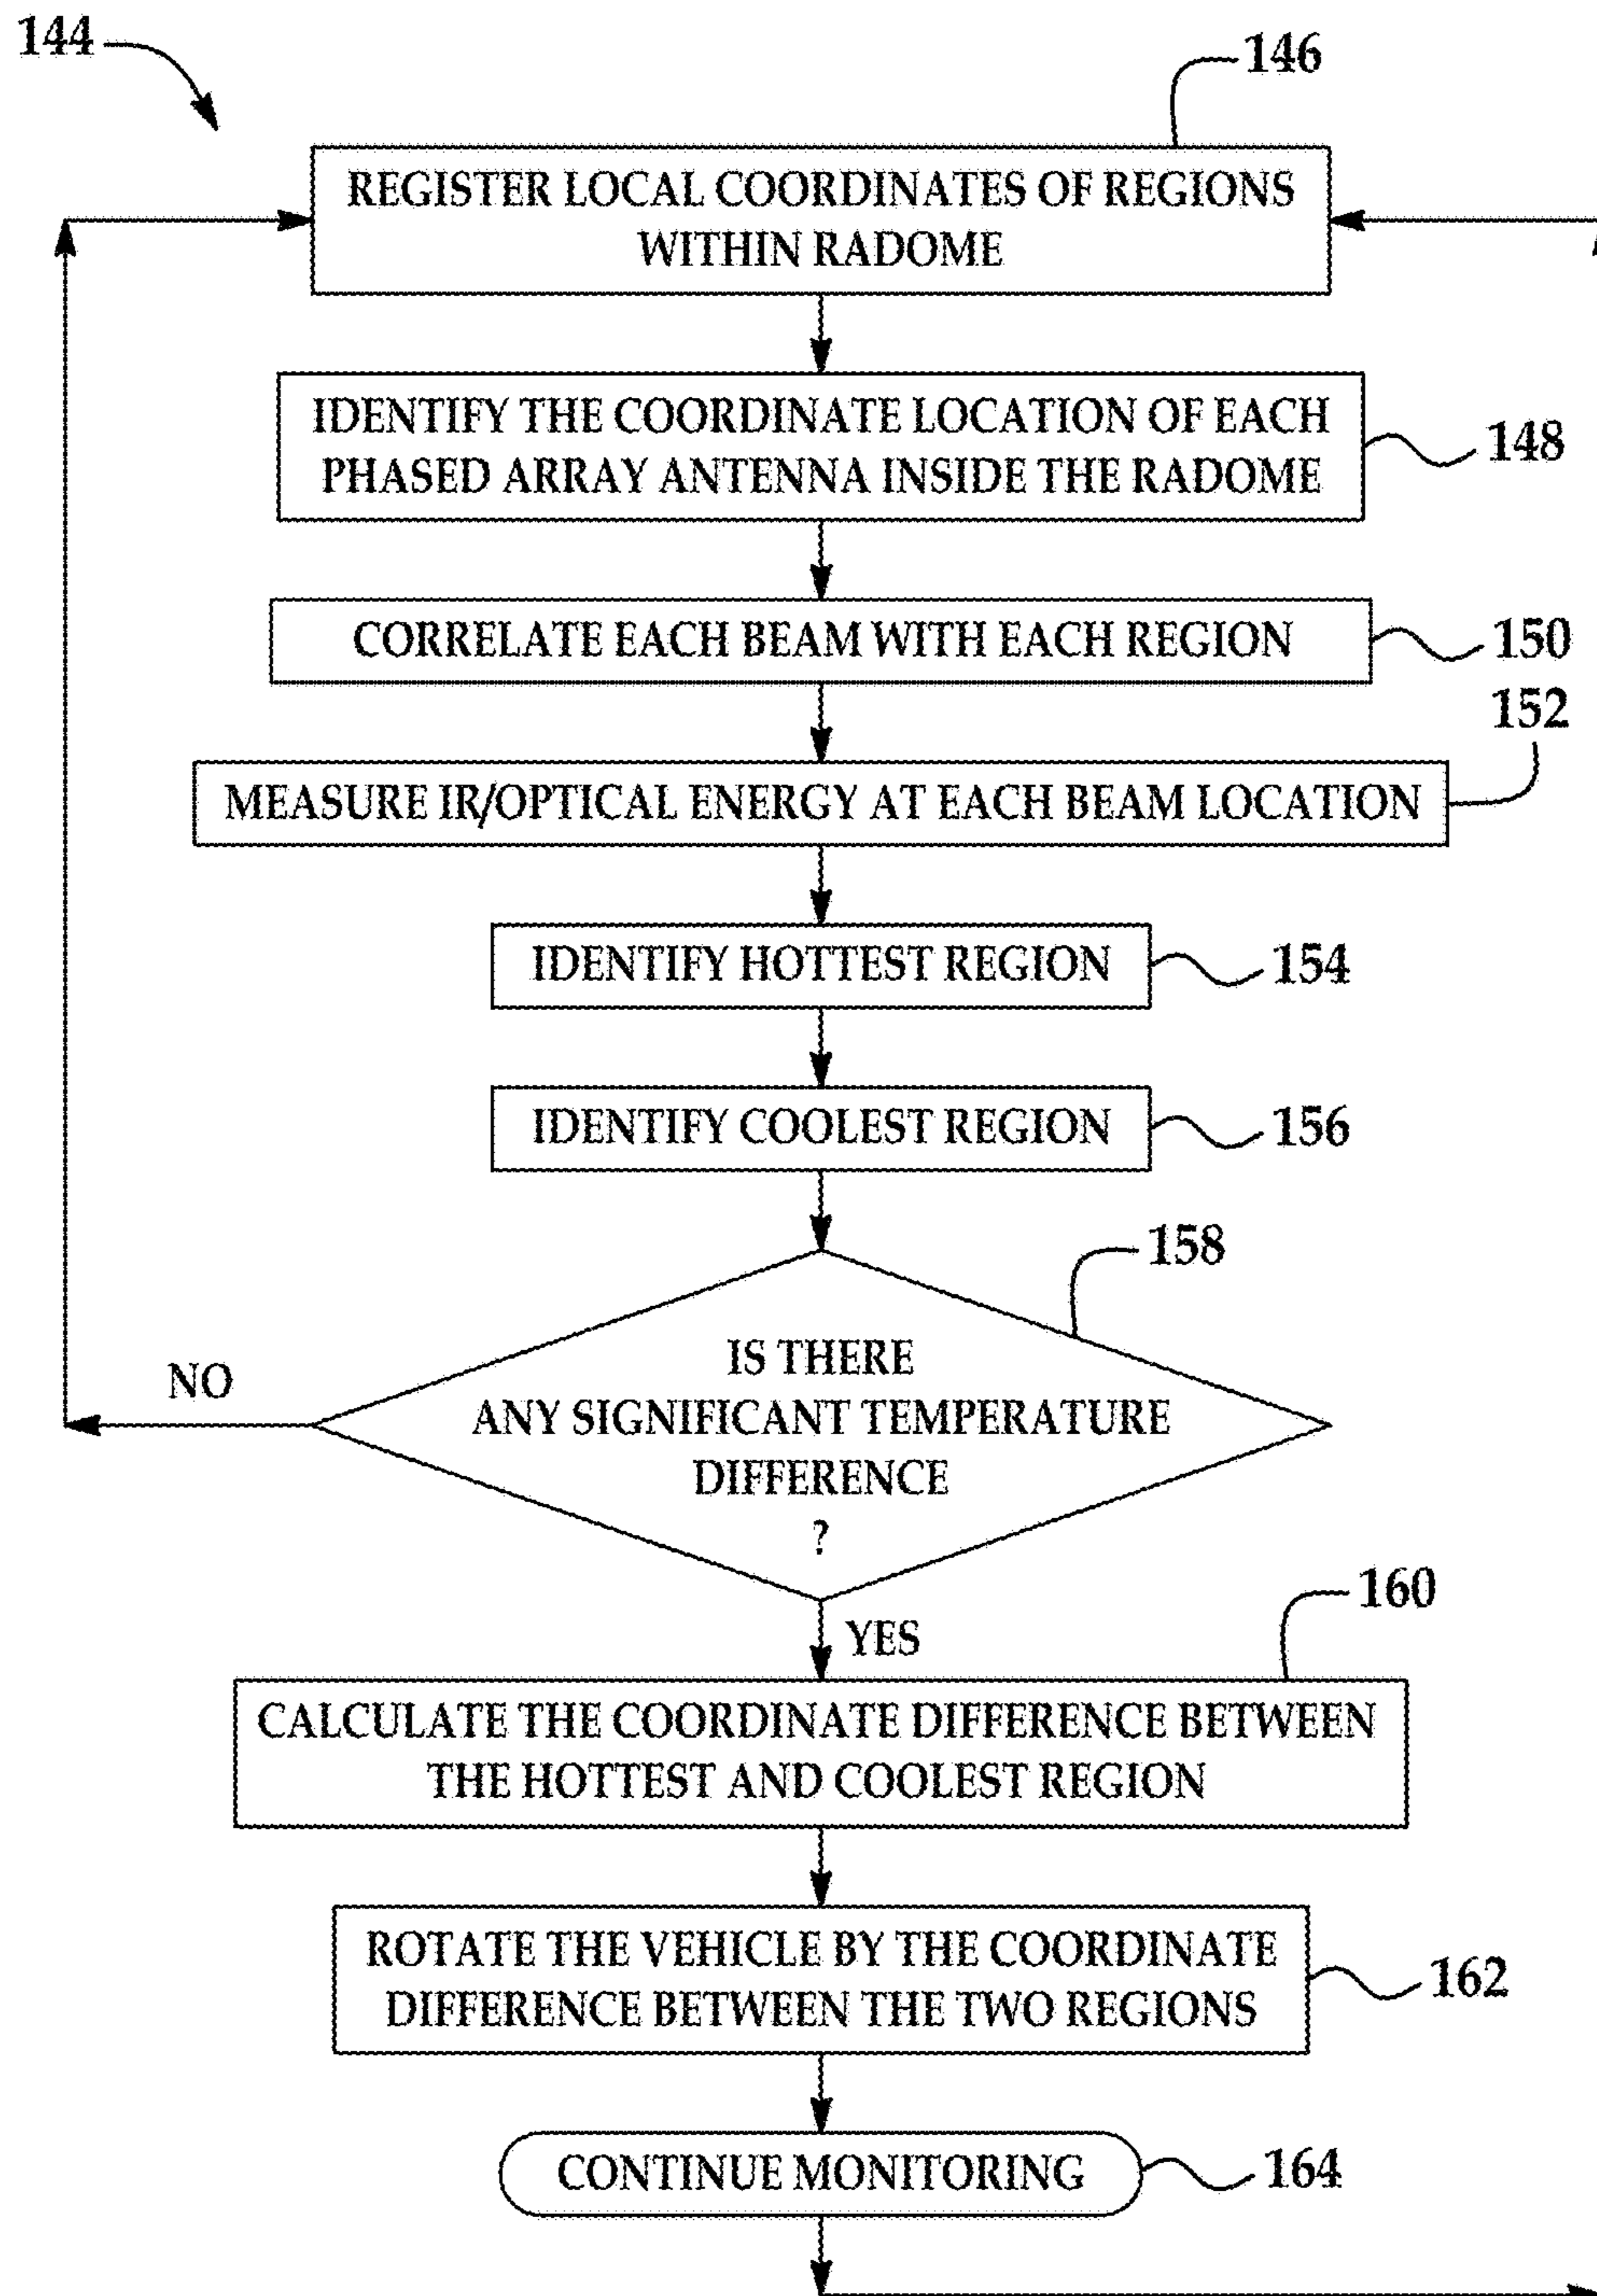 144
146
REGISTER LOCAL COORDINATES OF REGIONS
WITHIN RADOME
IDENTIFY THE COORDINATE LOCATION OF EACH
PHASED ARRAY ANTENNA INSIDE THE RADOME
148
CORRELATE EACH BEAM WITH EACH REGION
150
152
MEASURE IR/OPTICAL ENERGY AT EACH BEAM LOCATION
IDENTIFY HOTTEST REGION
154
IDENTIFY COOLEST REGION
156
158
IS THERE
ANY SIGNIFICANT TEMPERATURE
DIFFERENCE
?
NO
YES
160
CALCULATE THE COORDINATE DIFFERENCE BETWEEN
THE HOTTEST AND COOLEST REGION
ROTATE THE VEHICLE BY THE COORDINATE
DIFFERENCE BETWEEN THE TWO REGIONS
162
CONTINUE MONITORING
164